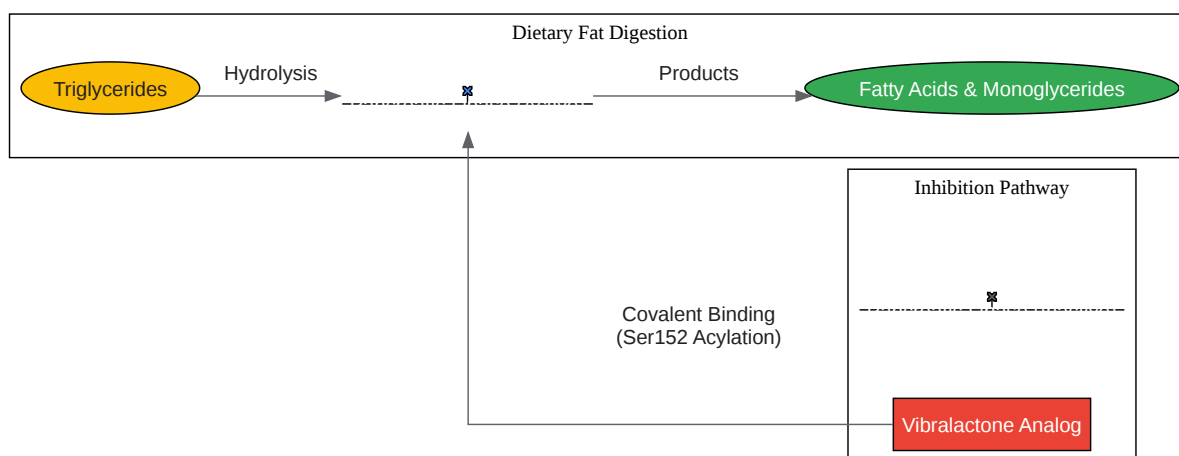 Dietary Fat Digestion
Triglycerides
Hydrolysis
Products
Fatty Acids & Monoglycerides
Inhibition Pathway
Covalent Binding
(Ser152 Acylation)
Vibralactone Analog